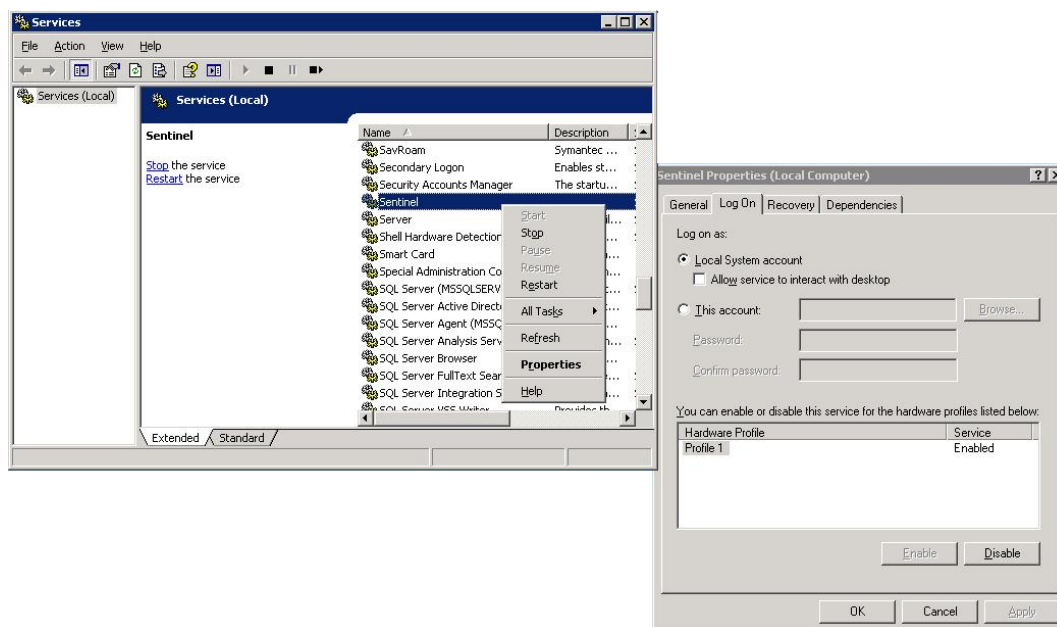 Services
File Action View Help
Services (Local)
Services (Local)
Sentinel
Stop the service
Restart the service
Name Description
SavRoam Symantec ...
Secondary Logon Enables st...
Security Accounts Manager The startu...
Sentinel
Server
Shell Hardware Detection
Smart Card
Special Administration Co
SQL Server (MSSQLSERV
SQL Server Active Directo
SQL Server Agent (MSSQ
SQL Server Analysis Serv
SQL Server Browser
SQL Server FullText Sear
SQL Server Integration S
SQL Server VSS Writer Provides th
Start
Stop
Pause
Resume
Restart
All Tasks
Refresh
Properties
Help
Extended Standard
Sentinel Properties (Local Computer)
General Log On Recovery Dependencies
Log on as:
Local System account
Allow service to interact with desktop
This account: Browse...
Password:
Confirm password:
You can enable or disable this service for the hardware profiles listed below:
Hardware Profile Service
Profile 1 Enabled
Enable Disable
OK Cancel Apply